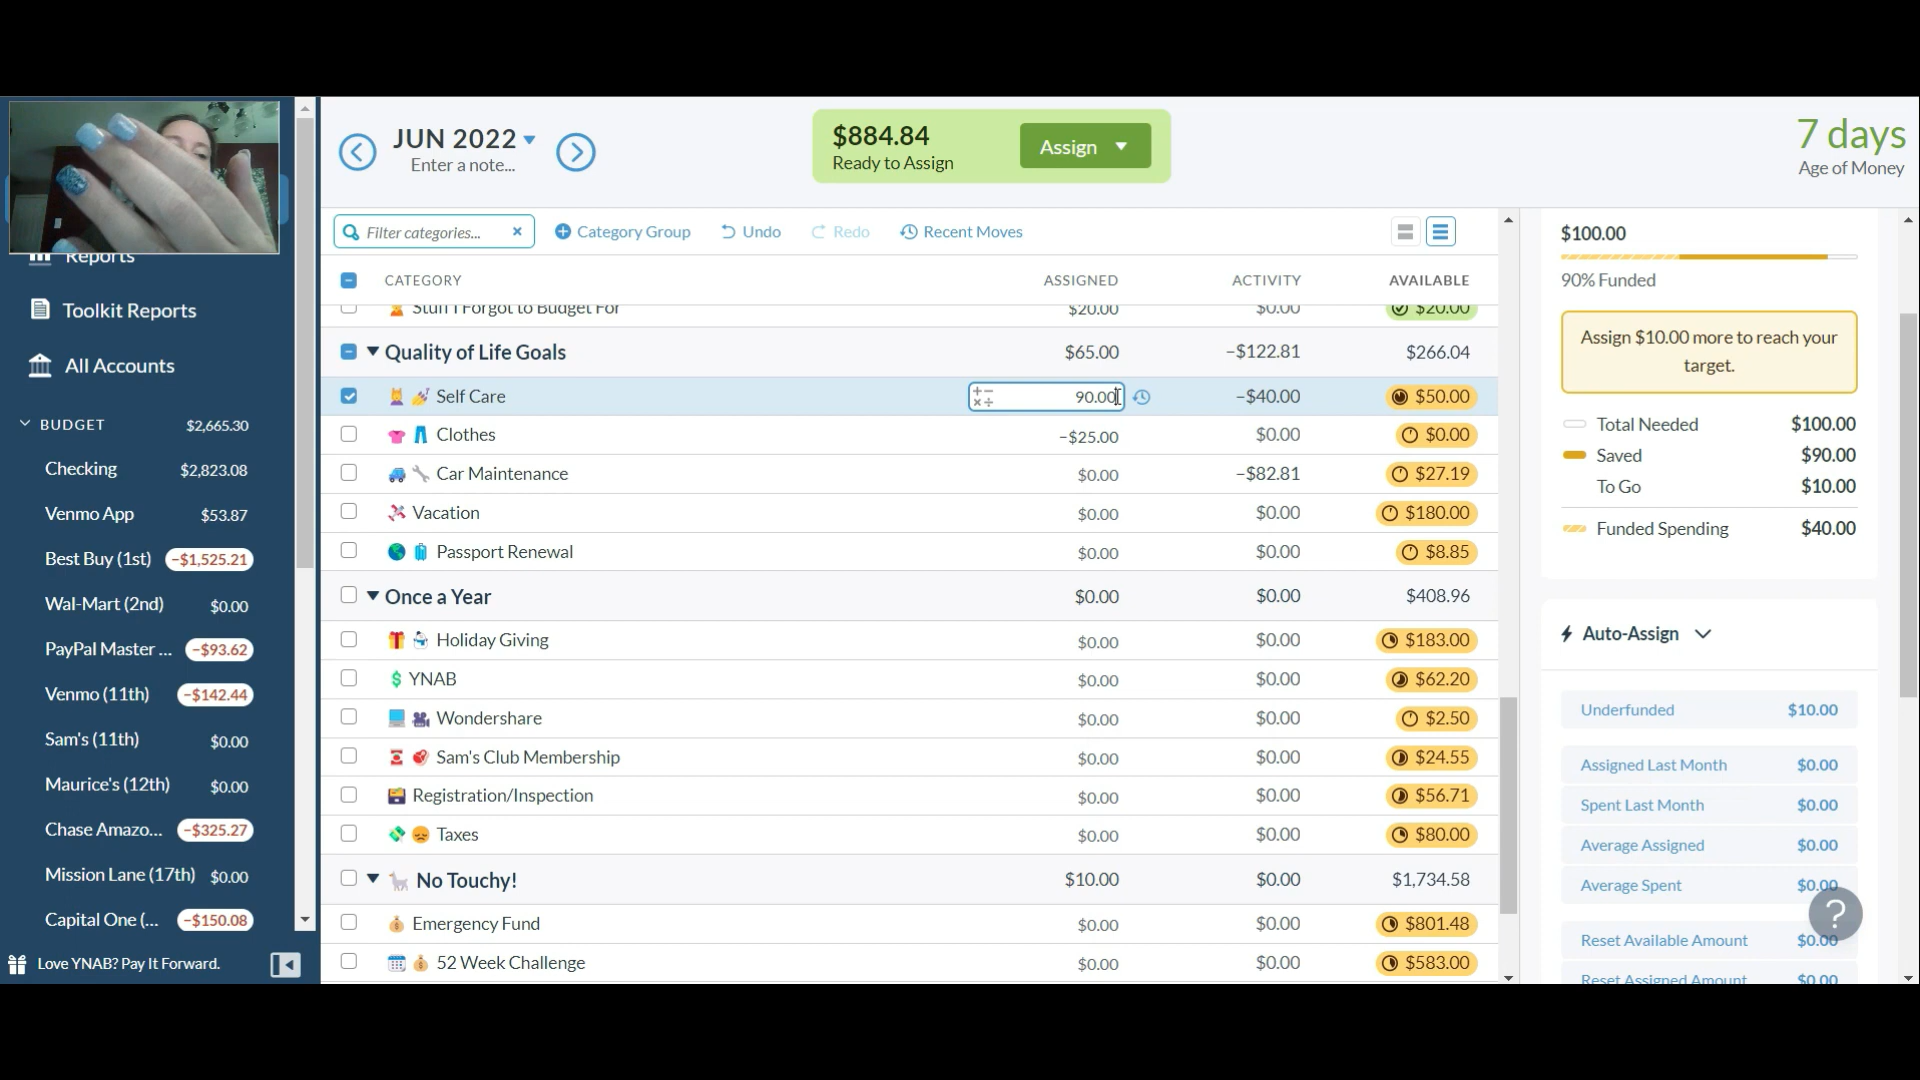 Reports
Toolkit Reports
All Accounts
BUDGET $2,665.30
Checking $2,823.08
Venmo App $53.87
Best Buy (1st) −$1,525.21
Wal-Mart (2nd) $0.00
PayPal Master ... −$93.62
Venmo (11th) −$142.44
Sam's (11th) $0.00
Maurice's (12th) $0.00
Chase Amazo... −$325.27
Mission Lane (17th) $0.00
Capital One (... −$150.08
Love YNAB? Pay It Forward.
JUN 2022
Enter a note...
$884.84
Ready to Assign
Assign
7 days
Age of Money
Filter categories...
Category Group
Undo
Redo
Recent Moves
CATEGORY ASSIGNED ACTIVITY AVAILABLE
Stuff I Forgot to Budget For $20.00 $0.00 $20.00
Quality of Life Goals $65.00 −$122.81 $266.04
Self Care 90.00 −$40.00 $50.00
Clothes −$25.00 $0.00 $0.00
Car Maintenance $0.00 −$82.81 $27.19
Vacation $0.00 $0.00 $180.00
Passport Renewal $0.00 $0.00 $8.85
Once a Year $0.00 $0.00 $408.96
Holiday Giving $0.00 $0.00 $183.00
YNAB $0.00 $0.00 $62.20
Wondershare $0.00 $0.00 $2.50
Sam's Club Membership $0.00 $0.00 $24.55
Registration/Inspection $0.00 $0.00 $56.71
Taxes $0.00 $0.00 $80.00
No Touchy! $10.00 $0.00 $1,734.58
Emergency Fund $0.00 $0.00 $801.48
52 Week Challenge $0.00 $0.00 $583.00
$100.00
90% Funded
Assign $10.00 more to reach your
target.
Total Needed $100.00
Saved $90.00
To Go $10.00
Funded Spending $40.00
Auto-Assign
Underfunded $10.00
Assigned Last Month $0.00
Spent Last Month $0.00
Average Assigned $0.00
Average Spent $0.00
?
Reset Available Amount $0.00
Reset Assigned Amount $0.00